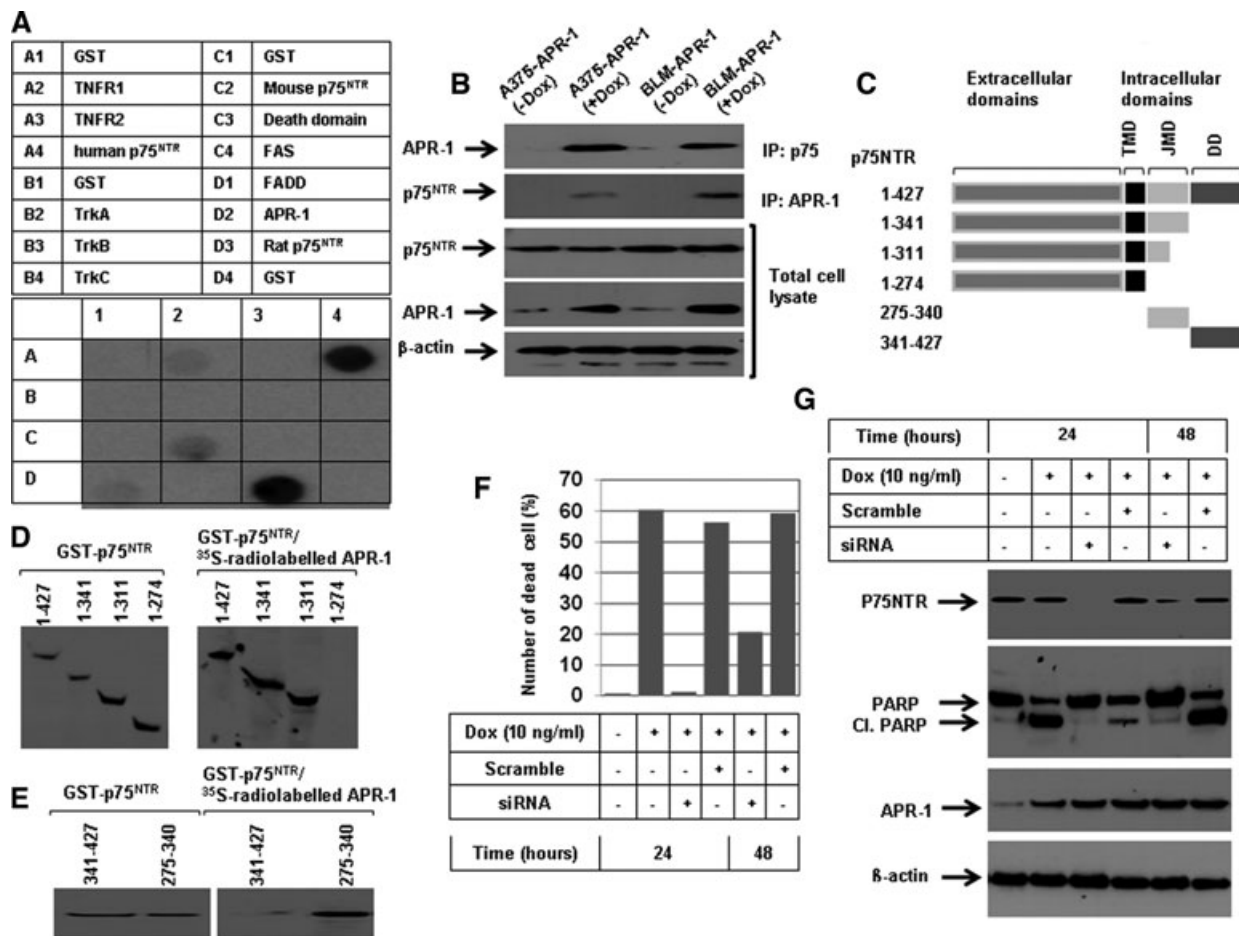 A
A1 GST C1 GST
A2 TNFR1 C2 Mouse p75NTR
A3 TNFR2 C3 Death domain
A4 human p75NTR C4 FAS
B1 GST D1 FADD
B2 TrkA D2 APR-1
B3 TrkB D3 Rat p75NTR
B4 TrkC D4 GST
1 2 3 4
A
B
C
D
B
A375-APR-1 (-Dox)
A375-APR-1 (+Dox)
BLM-APR-1 (-Dox)
BLM-APR-1 (+Dox)
APR-1
IP: p75
p75NTR
IP: APR-1
p75NTR
APR-1
Total cell
lysate
β-actin
C
Extracellular
domains
Intracellular
domains
TMD
JMD
DD
p75NTR
1-427
1-341
1-311
1-274
275-340
341-427
D
GST-p75NTR
1-427
1-341
1-311
1-274
GST-p75NTR/
35S-radiolabelled APR-1
1-427
1-341
1-311
1-274
E
GST-p75NTR
341-427
275-340
GST-p75NTR/
35S-radiolabelled APR-1
341-427
275-340
F
Number of dead cell (%)
70
60
50
40
30
20
10
0
Dox (10 ng/ml) - + + + + +
Scramble - - - + - +
siRNA - - + - + -
Time (hours) 24 48
G
Time (hours) 24 48
Dox (10 ng/ml) - + + + + +
Scramble + +
siRNA + +
P75NTR
PARP
Cl. PARP
APR-1
β-actin